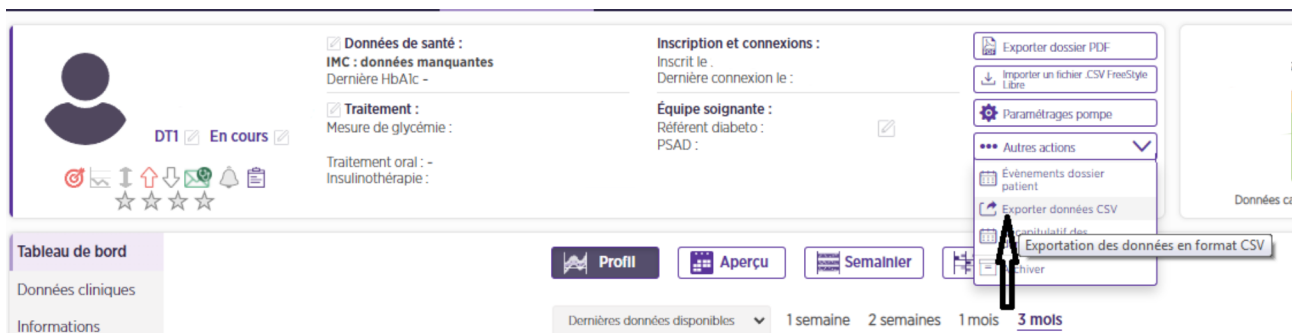 Données de santé :
IMC : données manquantes
Dernière HbA1c -
Traitement :
Mesure de glycémie :
Traitement oral : -
Insulinothérapie :
Inscription et connexions :
Inscrit le .
Dernière connexion le :
Équipe soignante :
Référent diabeto :
PSAD :
DT1 En cours
Exporter dossier PDF
Importer un fichier .CSV FreeStyle
Libre
Paramétrages pompe
Autres actions
Évènements dossier
patient
Exporter données CSV
des
Exportation des données en format CSV
Données ca
Tableau de bord
Données cliniques
Informations
Profil
Aperçu
Semainier
Dernières données disponibles
1 semaine 2 semaines 1 mois 3 mois